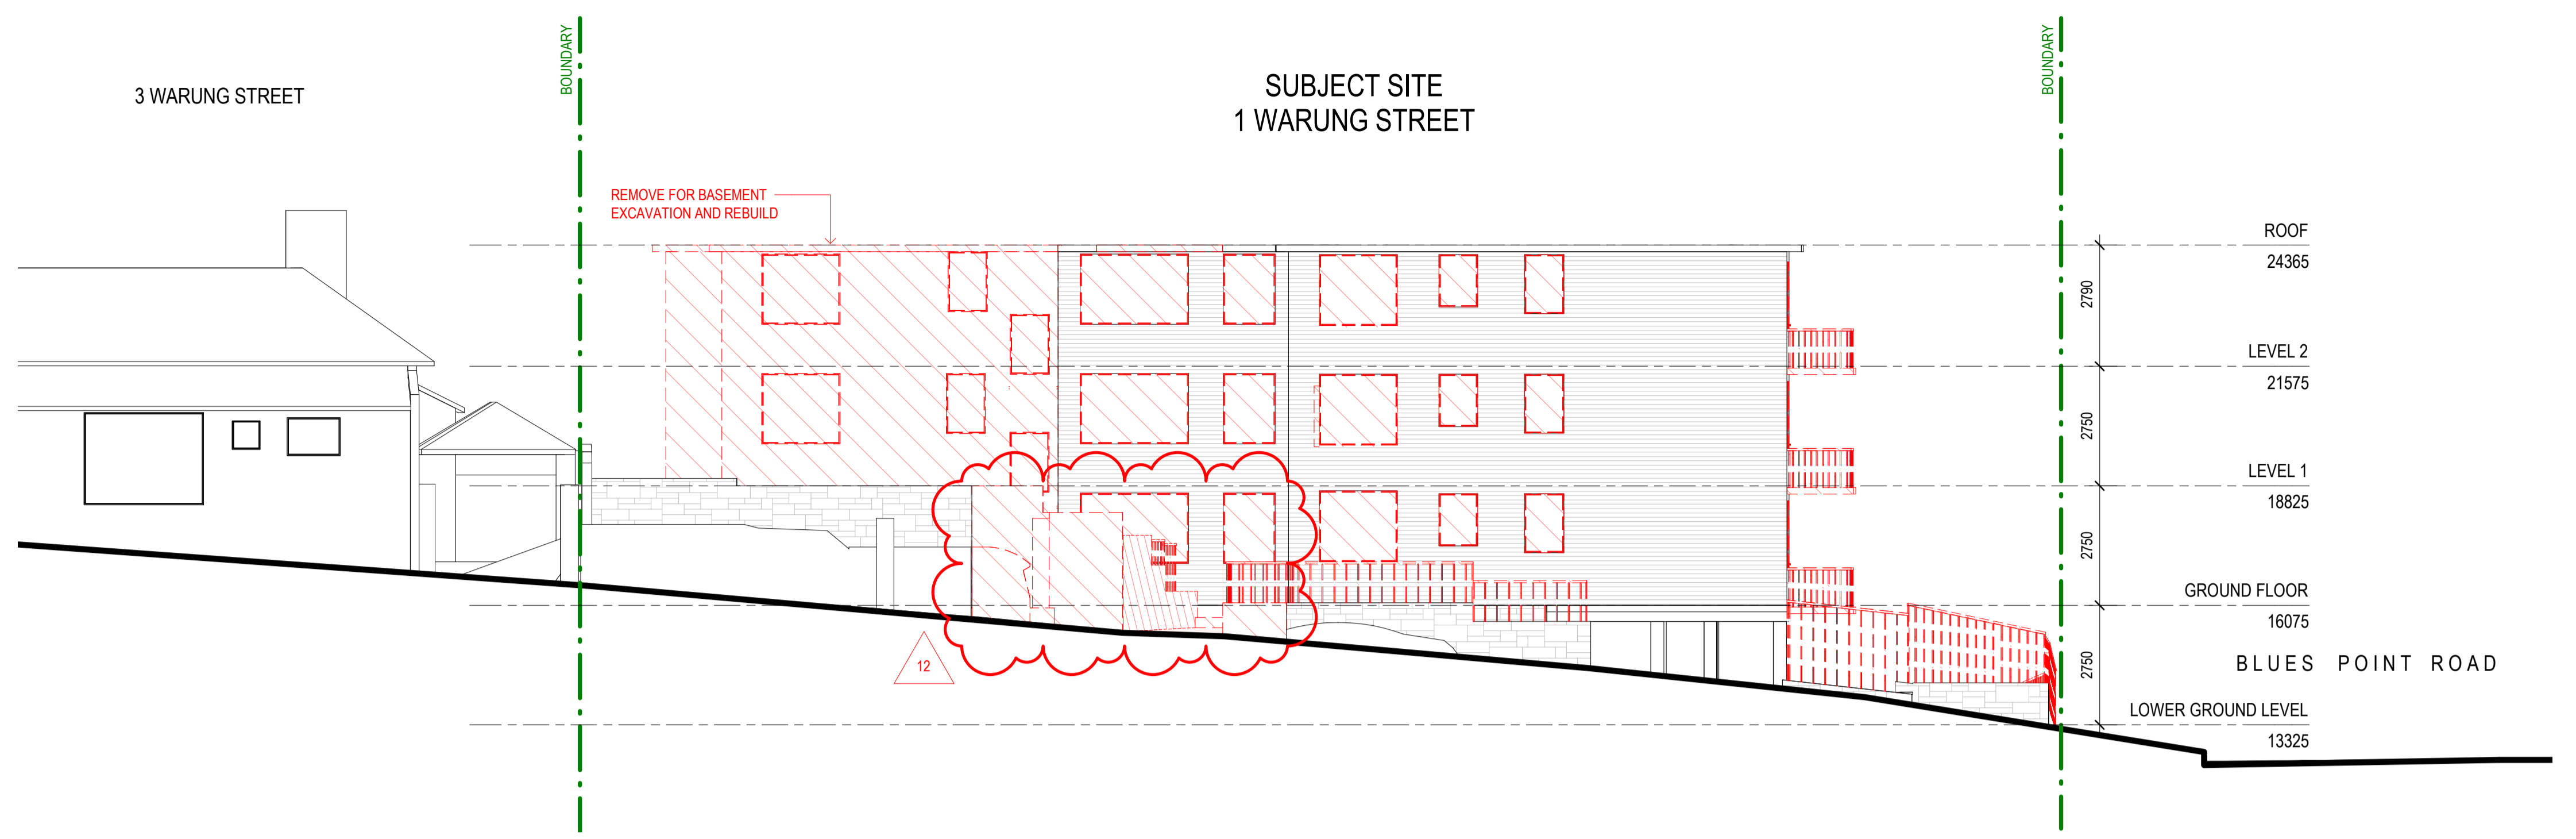 BOUNDARY
BOUNDARY
3 WARUNG STREET
SUBJECT SITE
1 WARUNG STREET
REMOVE FOR BASEMENT
EXCAVATION AND REBUILD
ROOF
24365
2790
LEVEL 2
21575
2750
LEVEL 1
18825
2750
GROUND FLOOR
16075
2750
BLUES POINT ROAD
12
LOWER GROUND LEVEL
13325